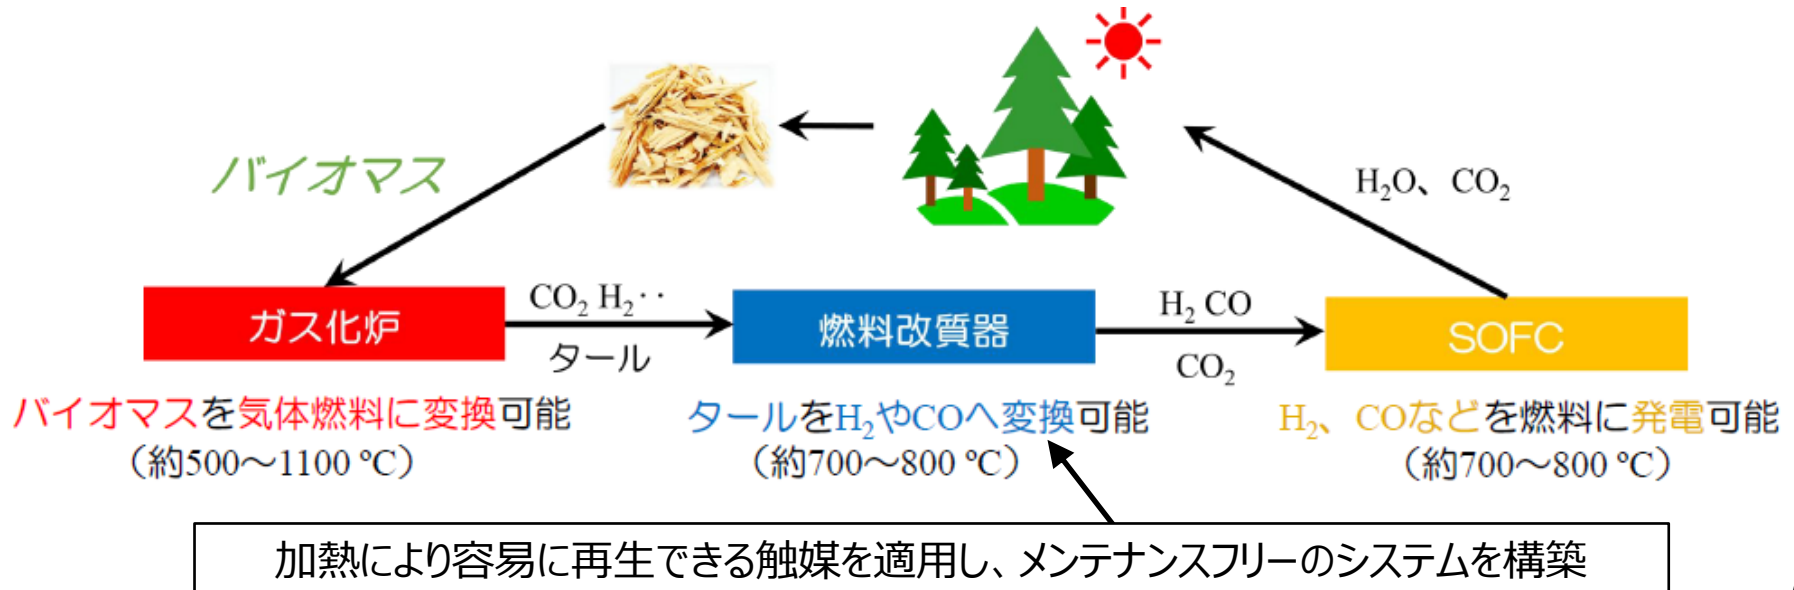 バイオマス
H₂O、CO₂
ガス化炉
CO₂ H₂・・
タール
燃料改質器
H₂ CO
CO₂
SOFC
バイオマスを気体燃料に変換可能
（約500～1100 ℃）
タールをH₂やCOへ変換可能
（約700～800 ℃）
H₂、COなどを燃料に発電可能
（約700～800 ℃）
加熱により容易に再生できる触媒を適用し、メンテナンスフリーのシステムを構築